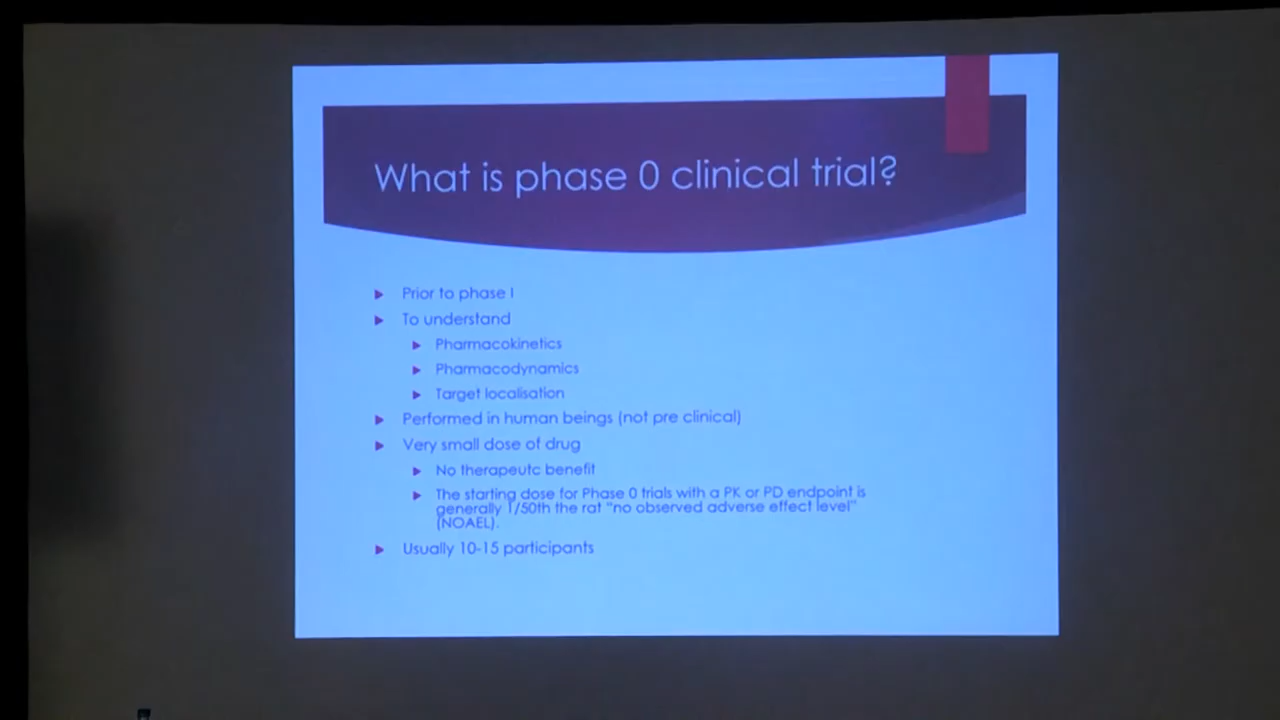 What is phase 0 clinical trial?
Prior to phase I
To understand
Pharmacokinetics
Pharmacodynamics
Target localisation
Performed in human beings (not pre clinical)
Very small dose of drug
No therapeutc benefit
The starting dose for Phase 0 trials with a PK or PD endpoint is
generally 1/50th the rat "no observed adverse effect level"
(NOAEL).
Usually 10-15 participants